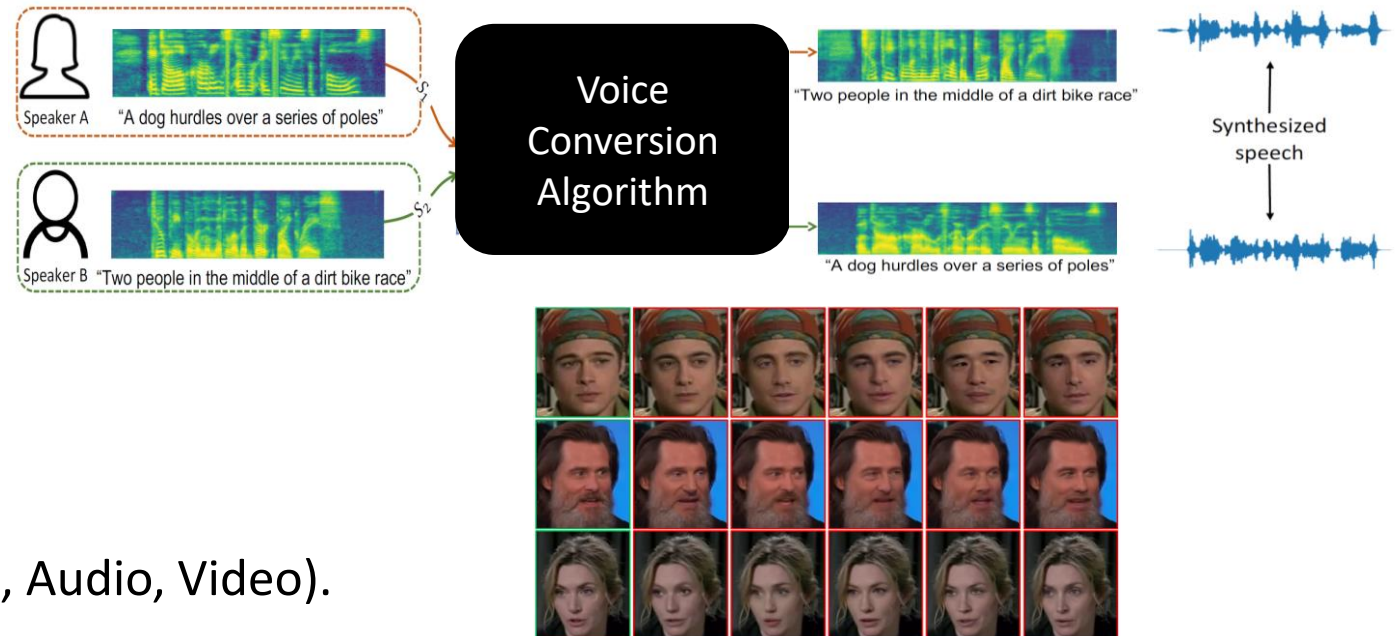 Speaker A
"A dog hurdles over a series of poles"
S1
Speaker B
"Two people in the middle of a dirt bike race"
S2
Voice
Conversion
Algorithm
"Two people in the middle of a dirt bike race"
"A dog hurdles over a series of poles"
Synthesized
speech
, Audio, Video).